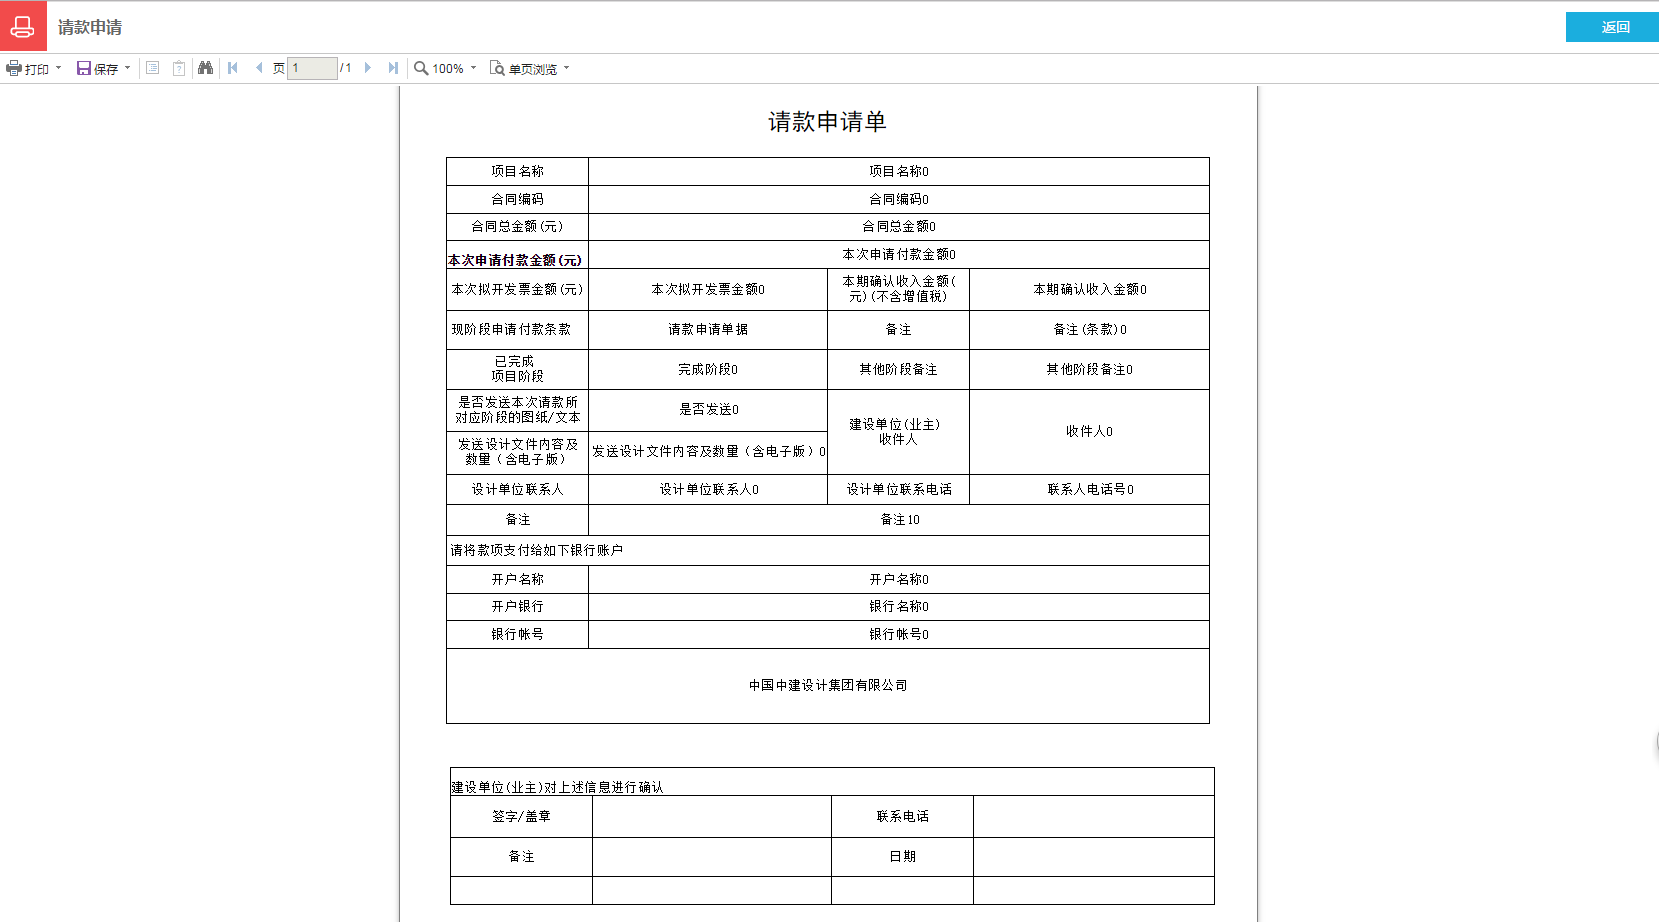 请款申请
返回
打印 保存 页 1 / 1 100% 单页浏览
请款申请单
项目名称 项目名称0
合同编码 合同编码0
合同总金额(元) 合同总金额0
本次申请付款金额(元) 本次申请付款金额0
本次拟开发票金额(元) 本次拟开发票金额0 本期确认收入金额(
元)(不含增值税) 本期确认收入金额0
现阶段申请付款条款 请款申请单据 备注 备注(条款)0
已完成
项目阶段 完成阶段0 其他阶段备注 其他阶段备注0
是否发送本次请款所
对应阶段的图纸/文本 是否发送0 建设单位(业主)
收件人 收件人0
发送设计文件内容及
数量（含电子版） 发送设计文件内容及数量（含电子版）0
设计单位联系人 设计单位联系人0 设计单位联系电话 联系人电话号0
备注 备注10
请将款项支付给如下银行账户
开户名称 开户名称0
开户银行 银行名称0
银行帐号 银行帐号0
中国中建设计集团有限公司
建设单位(业主)对上述信息进行确认
签字/盖章 联系电话
备注 日期